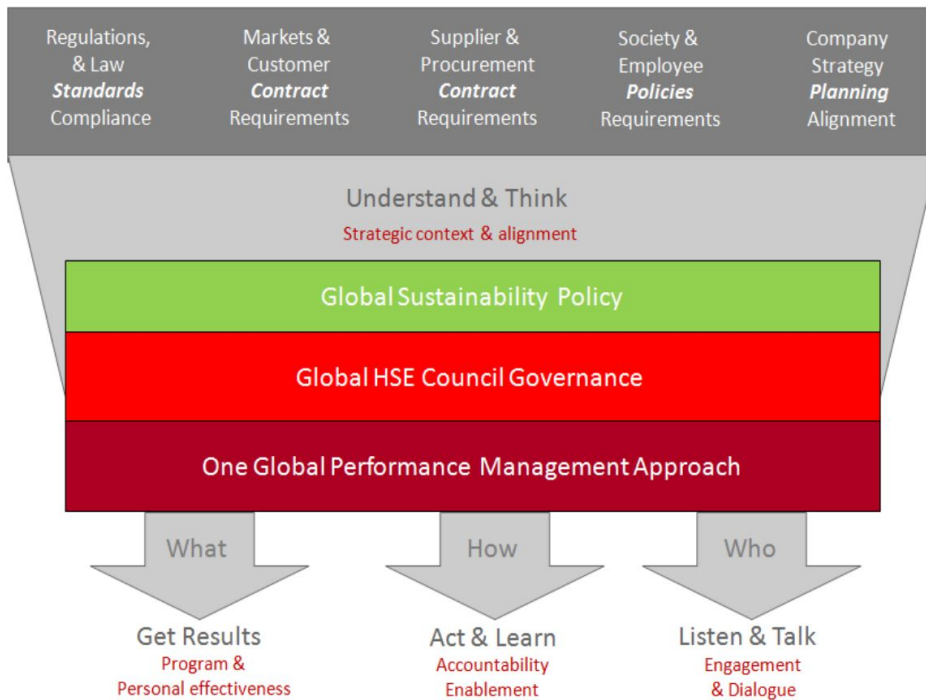 Regulations,
& Law
Standards
Compliance
Markets &
Customer
Contract
Requirements
Supplier &
Procurement
Contract
Requirements
Society &
Employee
Policies
Requirements
Company
Strategy
Planning
Alignment
Understand & Think
Strategic context & alignment
Global Sustainability Policy
Global HSE Council Governance
One Global Performance Management Approach
What
How
Who
Get Results
Program &
Personal effectiveness
Act & Learn
Accountability
Enablement
Listen & Talk
Engagement
& Dialogue